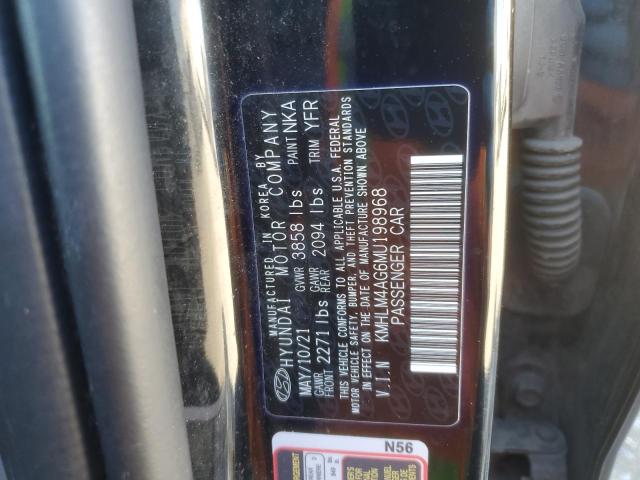 MANUFACTURED IN KOREA BY
HYUNDAI MOTOR COMPANY
MAY/10/21 GVWR 3858 lbs PAINT NKA
GAWR FRONT 2271 lbs GAWR REAR 2094 lbs TRIM YFR
THIS VEHICLE CONFORMS TO ALL APPLICABLE U.S.A. FEDERAL
MOTOR VEHICLE SAFETY, BUMPER, AND THEFT PREVENTION STANDARDS
IN EFFECT ON THE DATE OF MANUFACTURE SHOWN ABOVE
V.I.N KMHLM4AG6MU198968
PASSENGER CAR
N56